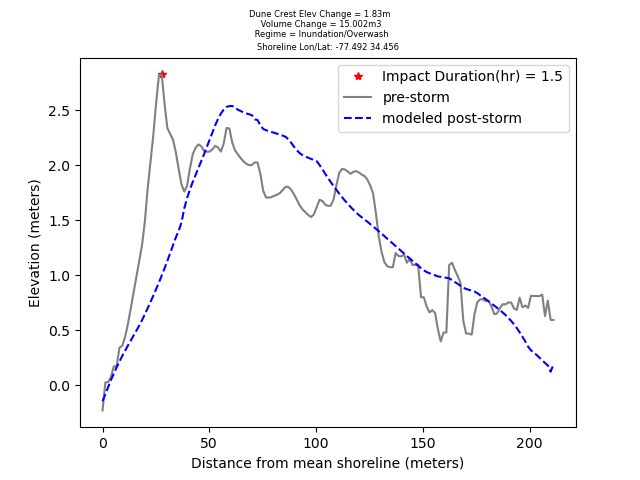 Dune Crest Elev Change = 1.83m
Volume Change = 15.002m3
Regime = Inundation/Overwash
Shoreline Lon/Lat: -77.492 34.456
Impact Duration(hr) = 1.5
pre-storm
modeled post-storm
Elevation (meters)
2.5
2.0
1.5
1.0
0.5
0.0
0 50 100 150 200
Distance from mean shoreline (meters)